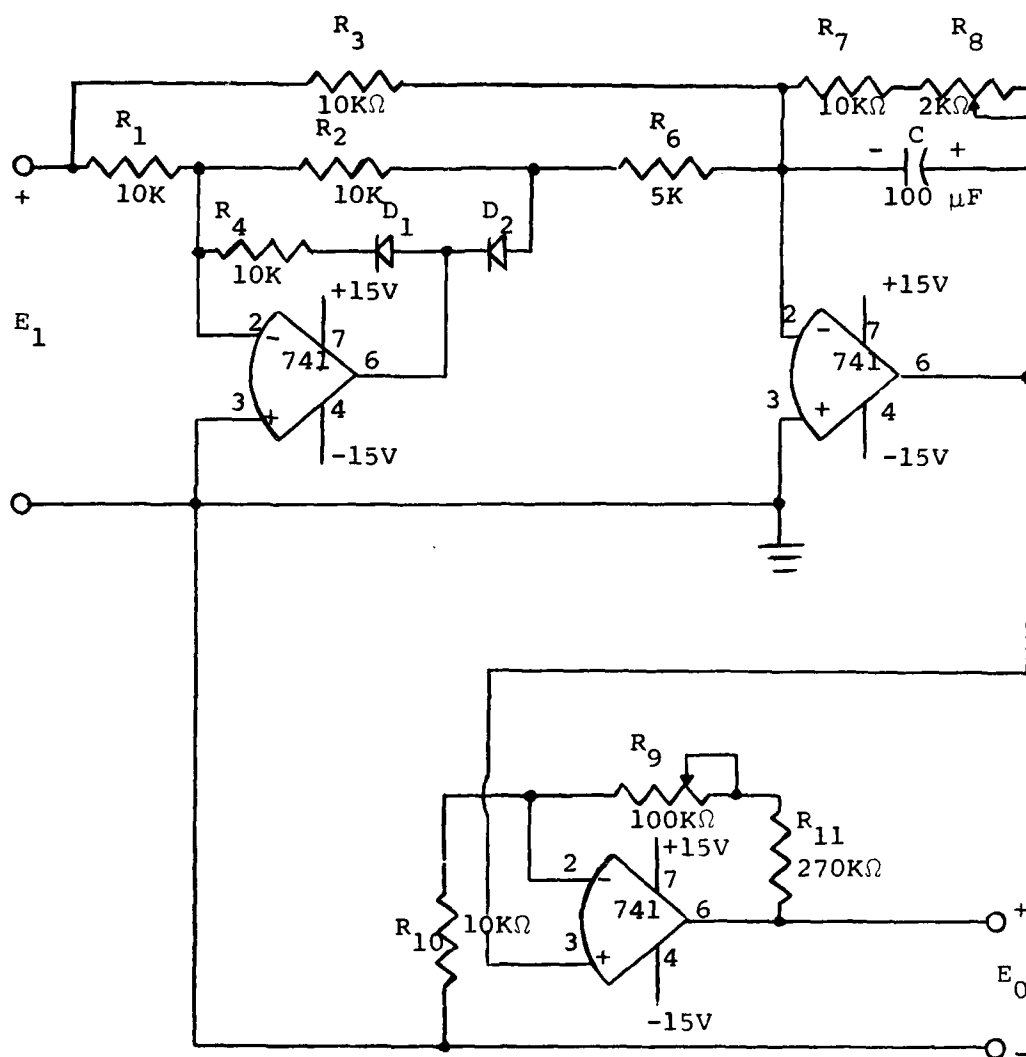 R3 R7 R8
10KΩ 10KΩ 2KΩ
R1 R2 R6 - C +
+ 10K 10K 5K 100 μF
R4 D1 D2
10K
+15V +15V
E1
2 - 7 2 - 7
741 6 741 6
3 + 4 3 + 4
-15V -15V
R9
100KΩ R11
+15V 270KΩ
2 - 7
741 6 +
R10 10KΩ
3 + 4
E0
-15V
-